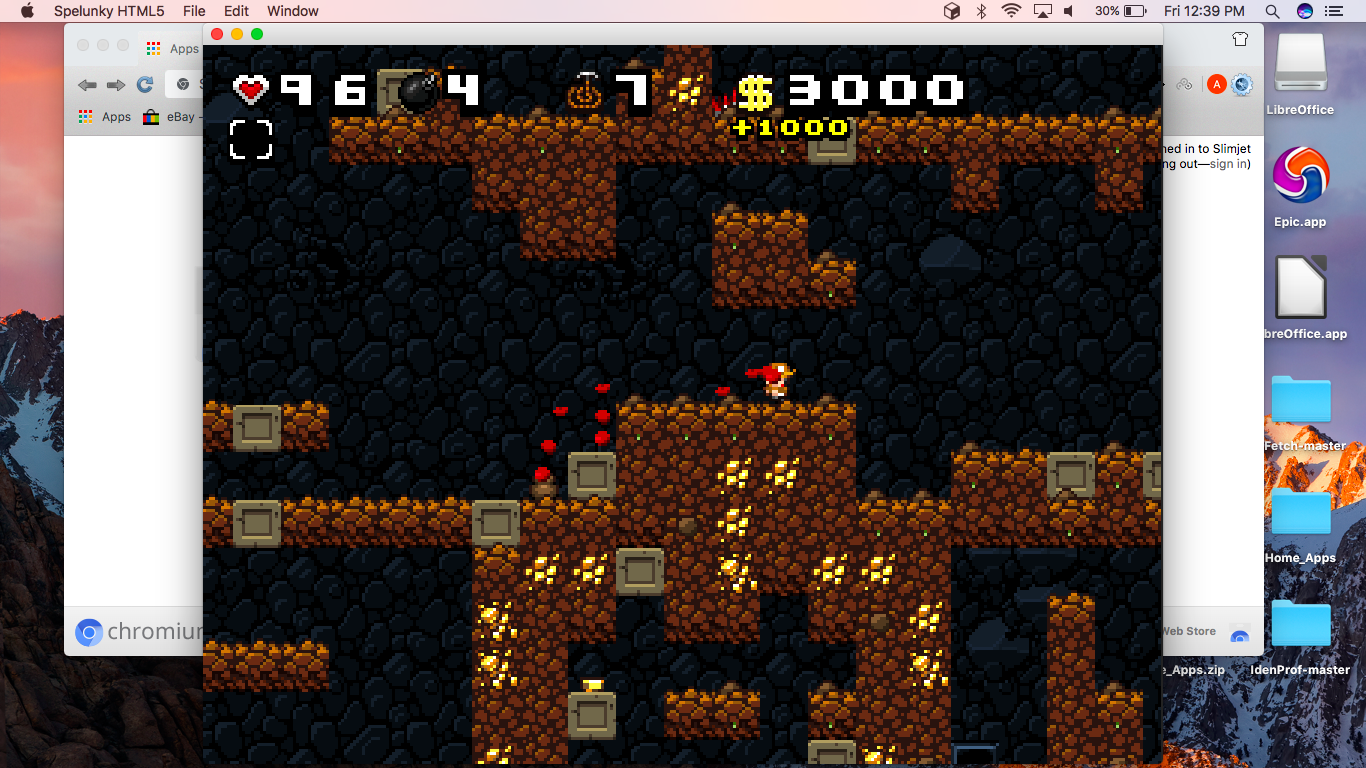 Spelunky HTML5 File Edit Window 30% Fri 12:39 PM
Apps
S
A
Apps eBay -
96 4 7 $3000
+1000
ned in to Slimjet
ng out—sign in)
LibreOffice
Epic.app
breOffice.app
Fetch-master
Home_Apps
chromium
Web Store
e_Apps.zip IdenProf-master